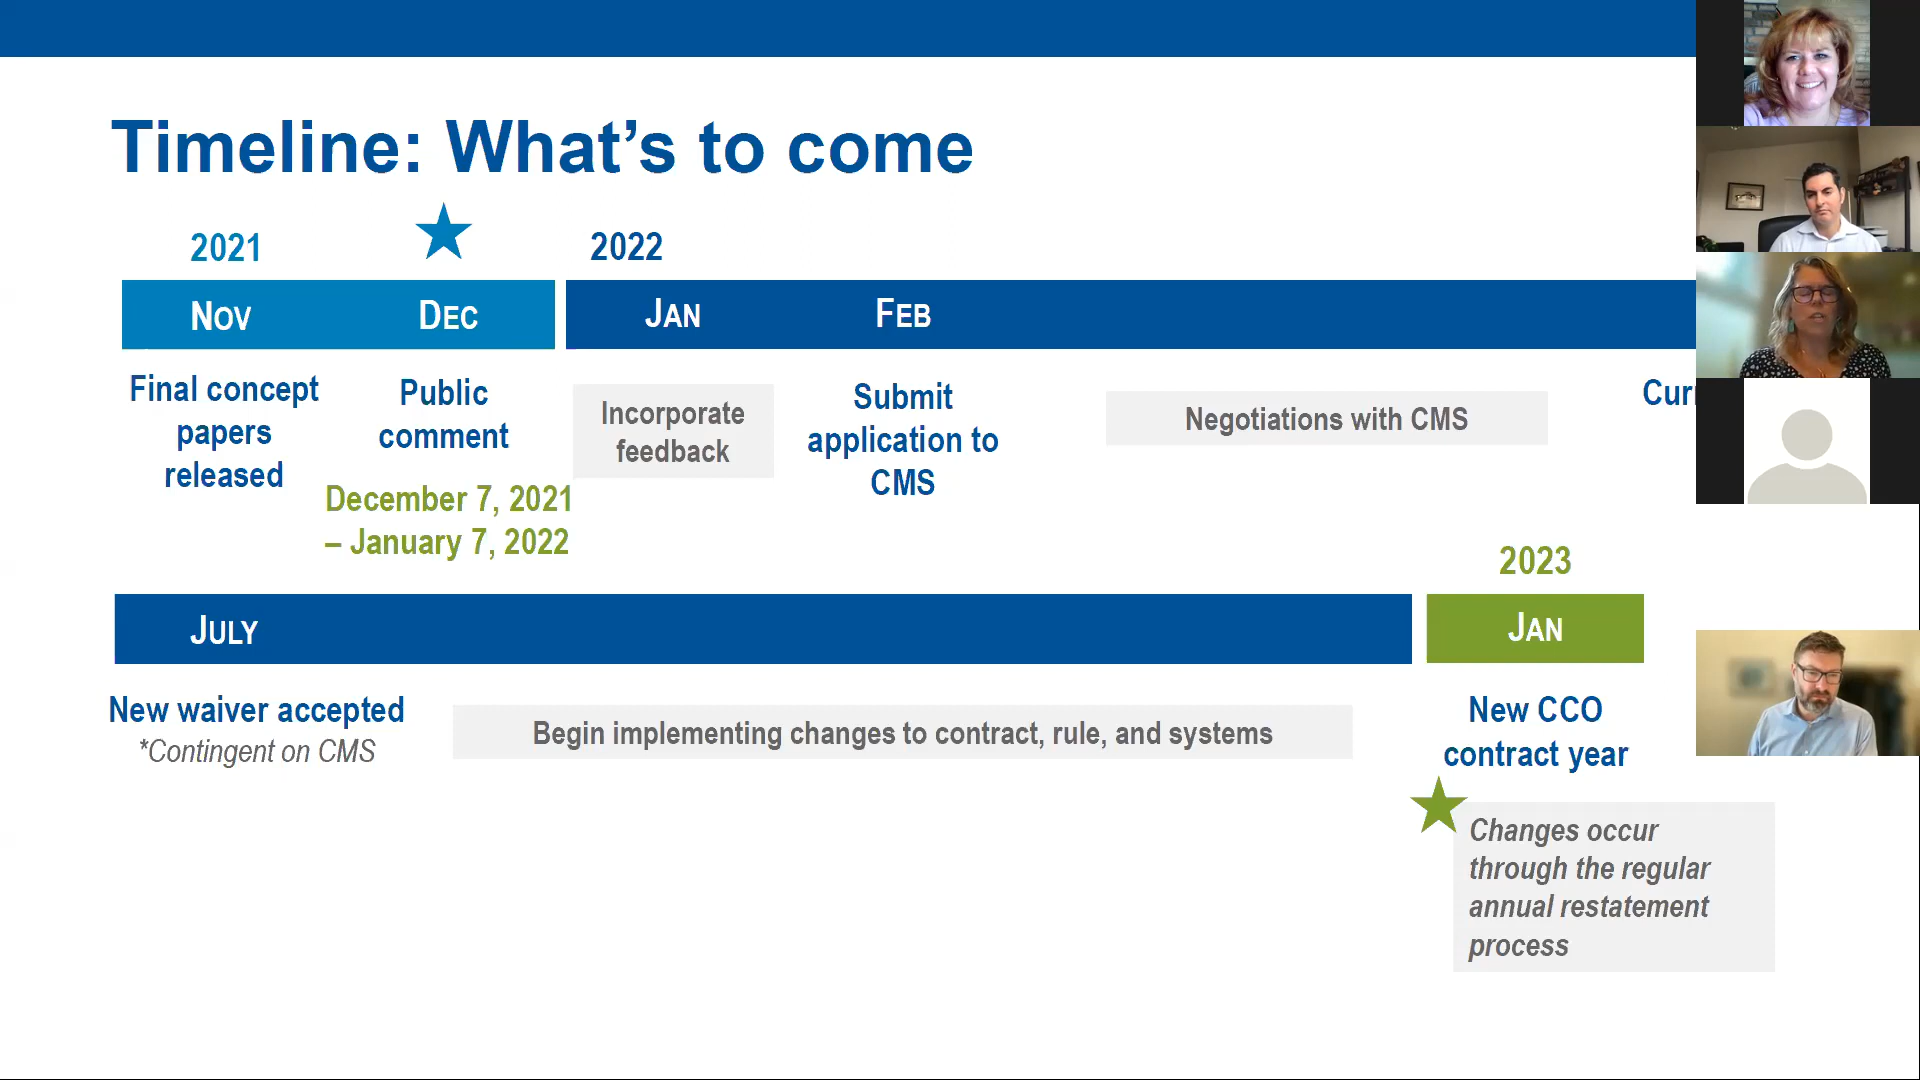 Timeline: What’s to come
2021
2022
NOV
DEC
JAN
FEB
Final concept
papers
released
Public
comment
December 7, 2021
– January 7, 2022
Incorporate
feedback
Submit
application to
CMS
Negotiations with CMS
2023
JULY
JAN
New waiver accepted
*Contingent on CMS
Begin implementing changes to contract, rule, and systems
New CCO
contract year
Changes occur
through the regular
annual restatement
process